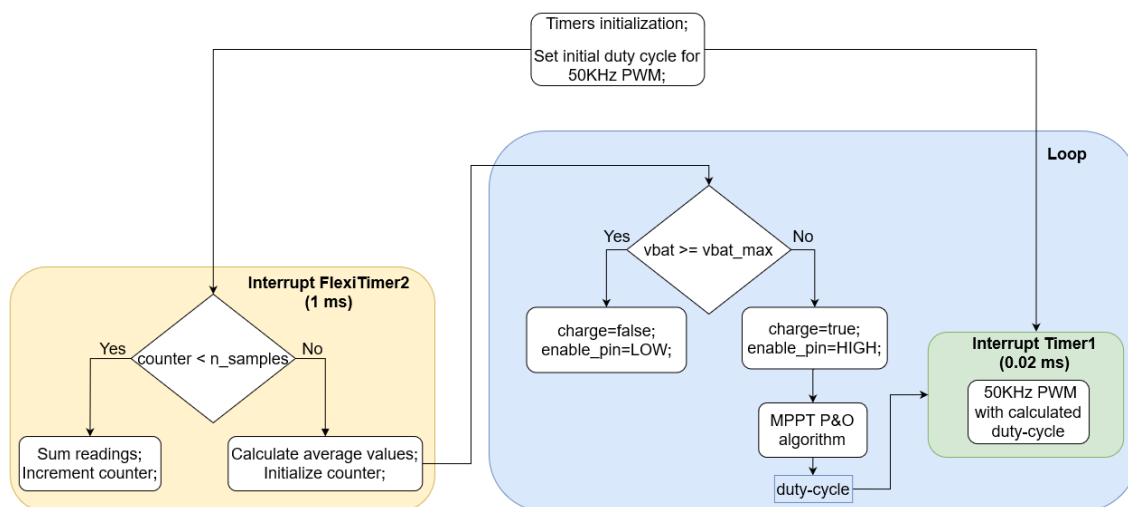 Timers initialization;
Set initial duty cycle for
50KHz PWM;
Loop
Yes
vbat >= vbat_max
No
Interrupt FlexiTimer2
(1 ms)
charge=false;
enable_pin=LOW;
charge=true;
enable_pin=HIGH;
Interrupt Timer1
(0.02 ms)
Yes
counter < n_samples
No
50KHz PWM
with calculated
duty-cycle
MPPT P&O
algorithm
Sum readings;
Increment counter;
Calculate average values;
Initialize counter;
duty-cycle